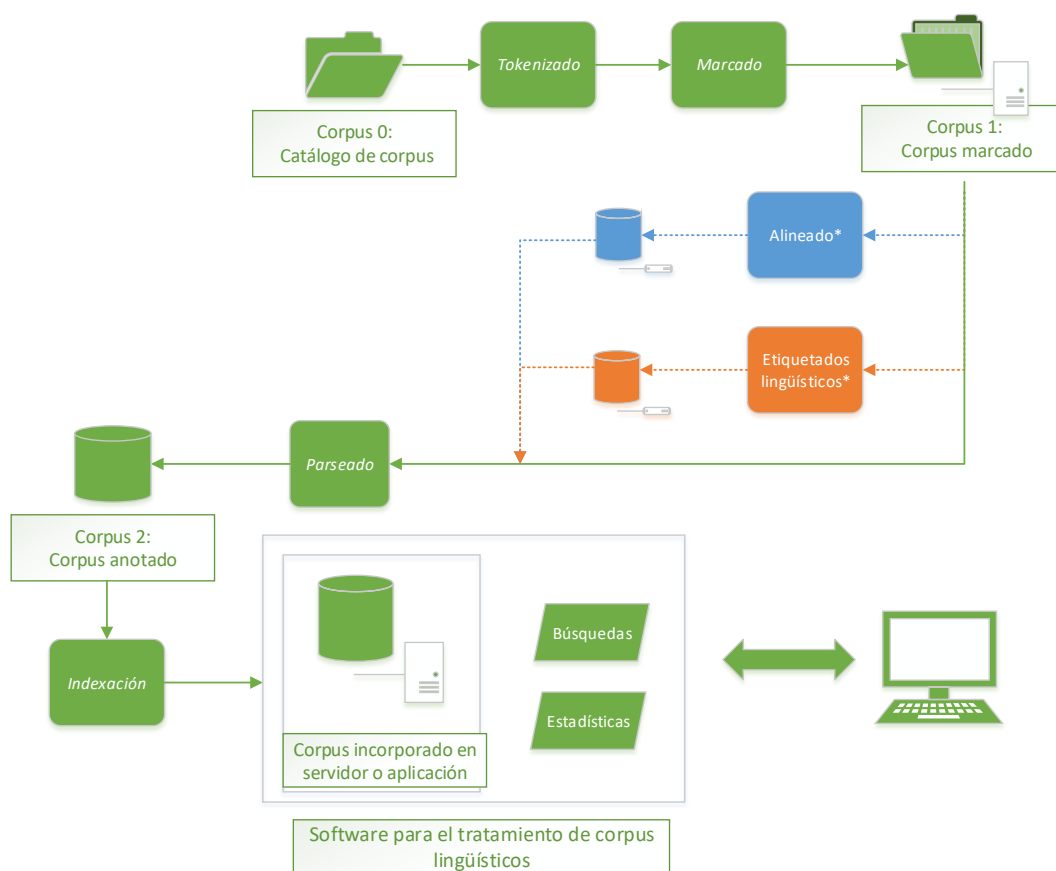 Tokenizado
Marcado
Corpus 0:
Catálogo de corpus
Corpus 1:
Corpus marcado
Alineado*
Etiquetados
lingüísticos*
Parseado
Corpus 2:
Corpus anotado
Búsquedas
Indexación
Estadísticas
Corpus incorporado en
servidor o aplicación
Software para el tratamiento de corpus
lingüísticos